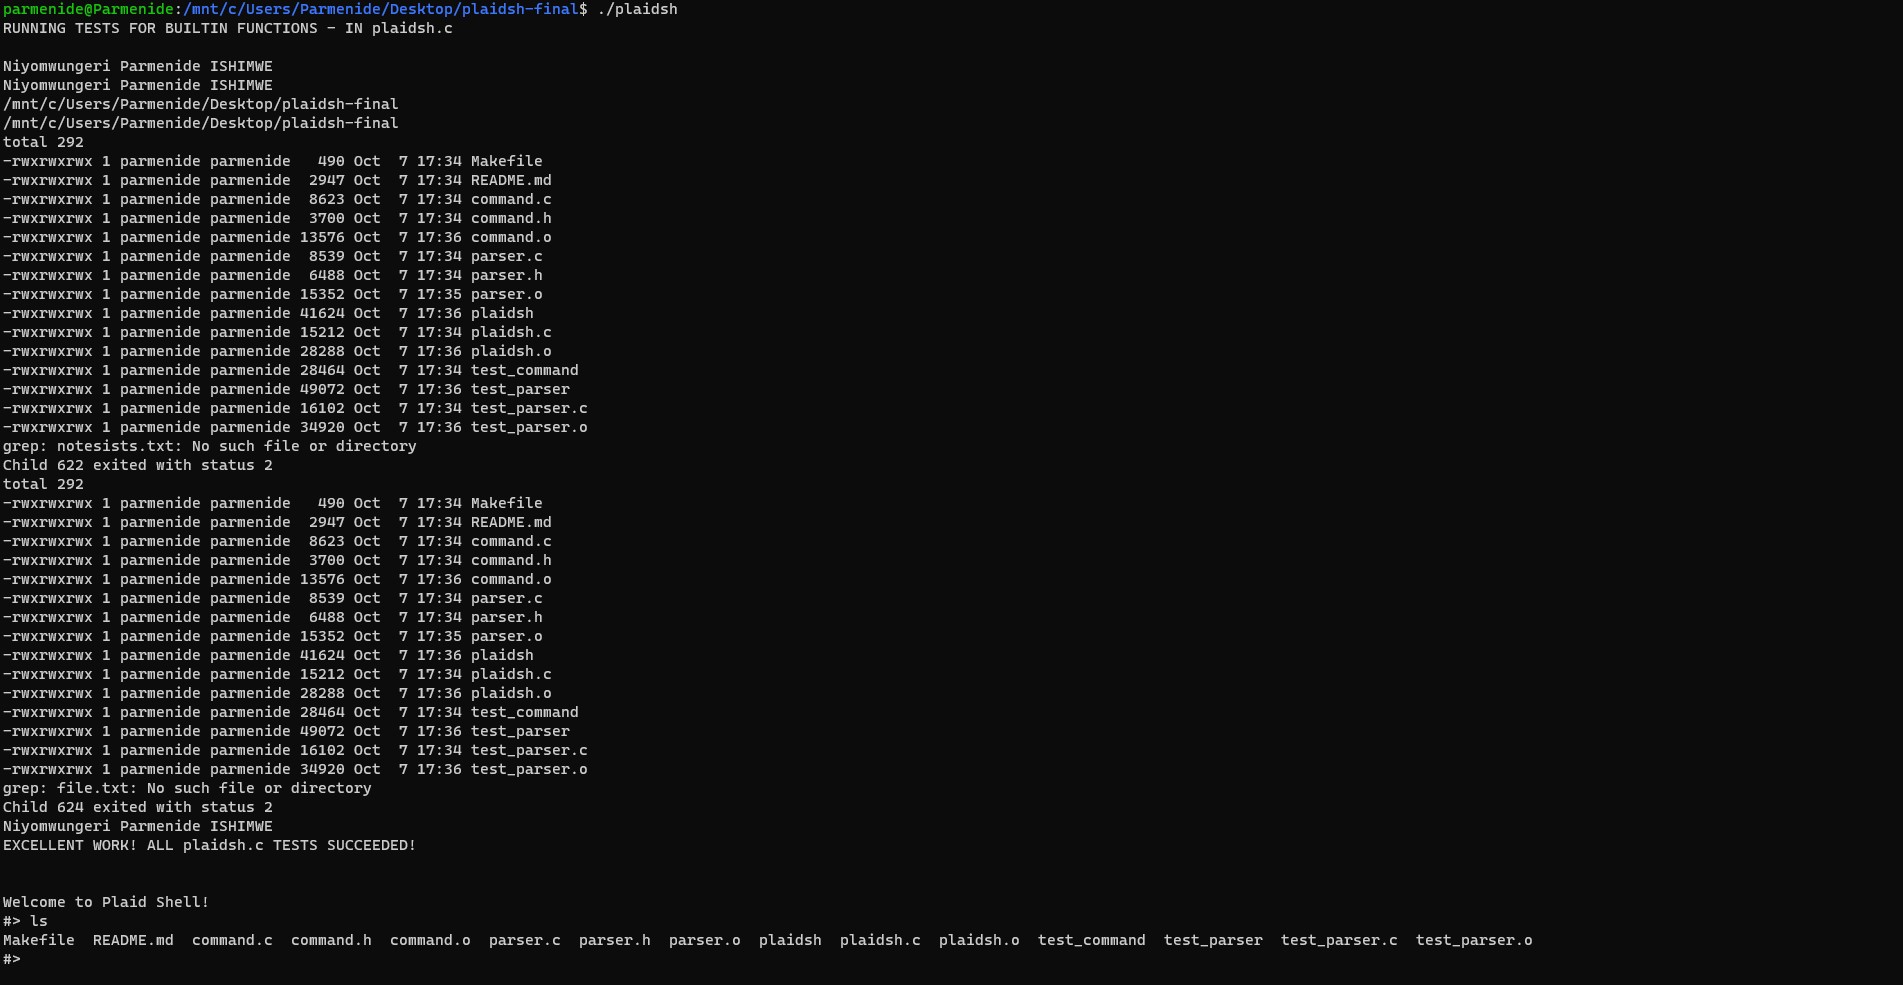 parmenide@Parmenide:/mnt/c/Users/Parmenide/Desktop/plaidsh-final$ ./plaidsh
RUNNING TESTS FOR BUILTIN FUNCTIONS - IN plaidsh.c
Niyomwungeri Parmenide ISHIMWE
Niyomwungeri Parmenide ISHIMWE
/mnt/c/Users/Parmenide/Desktop/plaidsh-final
/mnt/c/Users/Parmenide/Desktop/plaidsh-final
total 292
-rwxrwxrwx 1 parmenide parmenide   490 Oct  7 17:34 Makefile
-rwxrwxrwx 1 parmenide parmenide  2947 Oct  7 17:34 README.md
-rwxrwxrwx 1 parmenide parmenide  8623 Oct  7 17:34 command.c
-rwxrwxrwx 1 parmenide parmenide  3700 Oct  7 17:34 command.h
-rwxrwxrwx 1 parmenide parmenide 13576 Oct  7 17:36 command.o
-rwxrwxrwx 1 parmenide parmenide  8539 Oct  7 17:34 parser.c
-rwxrwxrwx 1 parmenide parmenide  6488 Oct  7 17:34 parser.h
-rwxrwxrwx 1 parmenide parmenide 15352 Oct  7 17:35 parser.o
-rwxrwxrwx 1 parmenide parmenide 41624 Oct  7 17:36 plaidsh
-rwxrwxrwx 1 parmenide parmenide 15212 Oct  7 17:34 plaidsh.c
-rwxrwxrwx 1 parmenide parmenide 28288 Oct  7 17:36 plaidsh.o
-rwxrwxrwx 1 parmenide parmenide 28464 Oct  7 17:34 test_command
-rwxrwxrwx 1 parmenide parmenide 49072 Oct  7 17:36 test_parser
-rwxrwxrwx 1 parmenide parmenide 16102 Oct  7 17:34 test_parser.c
-rwxrwxrwx 1 parmenide parmenide 34920 Oct  7 17:36 test_parser.o
grep: notesists.txt: No such file or directory
Child 622 exited with status 2
total 292
-rwxrwxrwx 1 parmenide parmenide   490 Oct  7 17:34 Makefile
-rwxrwxrwx 1 parmenide parmenide  2947 Oct  7 17:34 README.md
-rwxrwxrwx 1 parmenide parmenide  8623 Oct  7 17:34 command.c
-rwxrwxrwx 1 parmenide parmenide  3700 Oct  7 17:34 command.h
-rwxrwxrwx 1 parmenide parmenide 13576 Oct  7 17:36 command.o
-rwxrwxrwx 1 parmenide parmenide  8539 Oct  7 17:34 parser.c
-rwxrwxrwx 1 parmenide parmenide  6488 Oct  7 17:34 parser.h
-rwxrwxrwx 1 parmenide parmenide 15352 Oct  7 17:35 parser.o
-rwxrwxrwx 1 parmenide parmenide 41624 Oct  7 17:36 plaidsh
-rwxrwxrwx 1 parmenide parmenide 15212 Oct  7 17:34 plaidsh.c
-rwxrwxrwx 1 parmenide parmenide 28288 Oct  7 17:36 plaidsh.o
-rwxrwxrwx 1 parmenide parmenide 28464 Oct  7 17:34 test_command
-rwxrwxrwx 1 parmenide parmenide 49072 Oct  7 17:36 test_parser
-rwxrwxrwx 1 parmenide parmenide 16102 Oct  7 17:34 test_parser.c
-rwxrwxrwx 1 parmenide parmenide 34920 Oct  7 17:36 test_parser.o
grep: file.txt: No such file or directory
Child 624 exited with status 2
Niyomwungeri Parmenide ISHIMWE
EXCELLENT WORK! ALL plaidsh.c TESTS SUCCEEDED!
Welcome to Plaid Shell!
#> ls
Makefile  README.md  command.c  command.h  command.o  parser.c  parser.h  parser.o  plaidsh  plaidsh.c  plaidsh.o  test_command  test_parser  test_parser.c  test_parser.o
#>